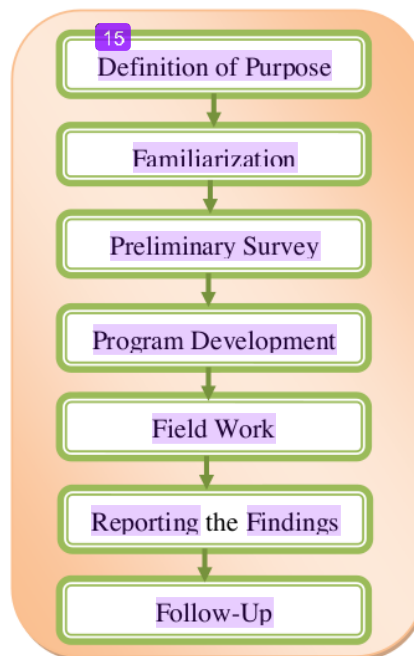 15
Definition of Purpose
Familiarization
Preliminary Survey
Program Development
Field Work
Reporting the Findings
Follow-Up